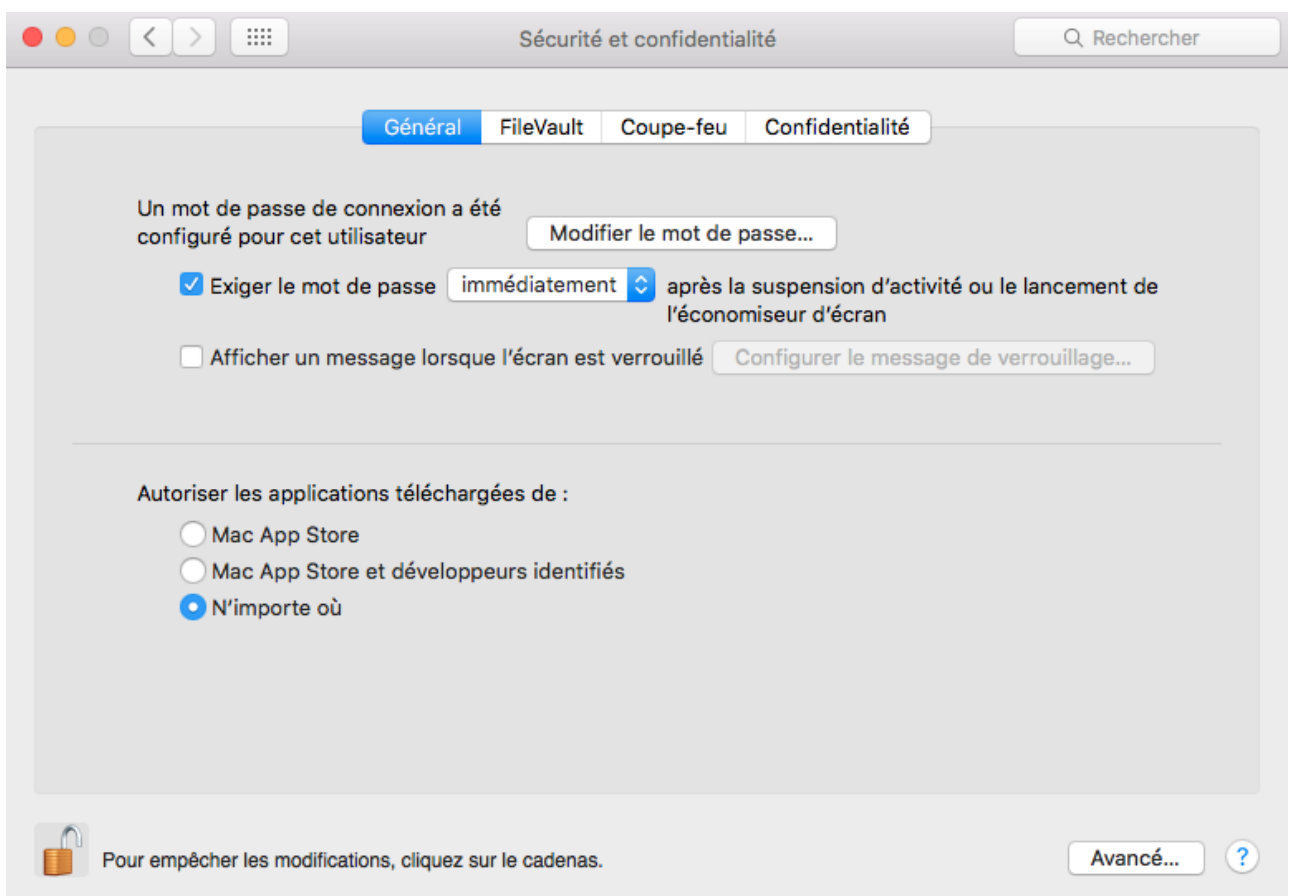 Sécurité et confidentialité
Rechercher
Général FileVault Coupe-feu Confidentialité
Un mot de passe de connexion a été
configuré pour cet utilisateur
Modifier le mot de passe...
Exiger le mot de passe immédiatement après la suspension d’activité ou le lancement de
l’économiseur d’écran
Afficher un message lorsque l’écran est verrouillé Configurer le message de verrouillage...
Autoriser les applications téléchargées de :
Mac App Store
Mac App Store et développeurs identifiés
N’importe où
Pour empêcher les modifications, cliquez sur le cadenas.
Avancé... ?